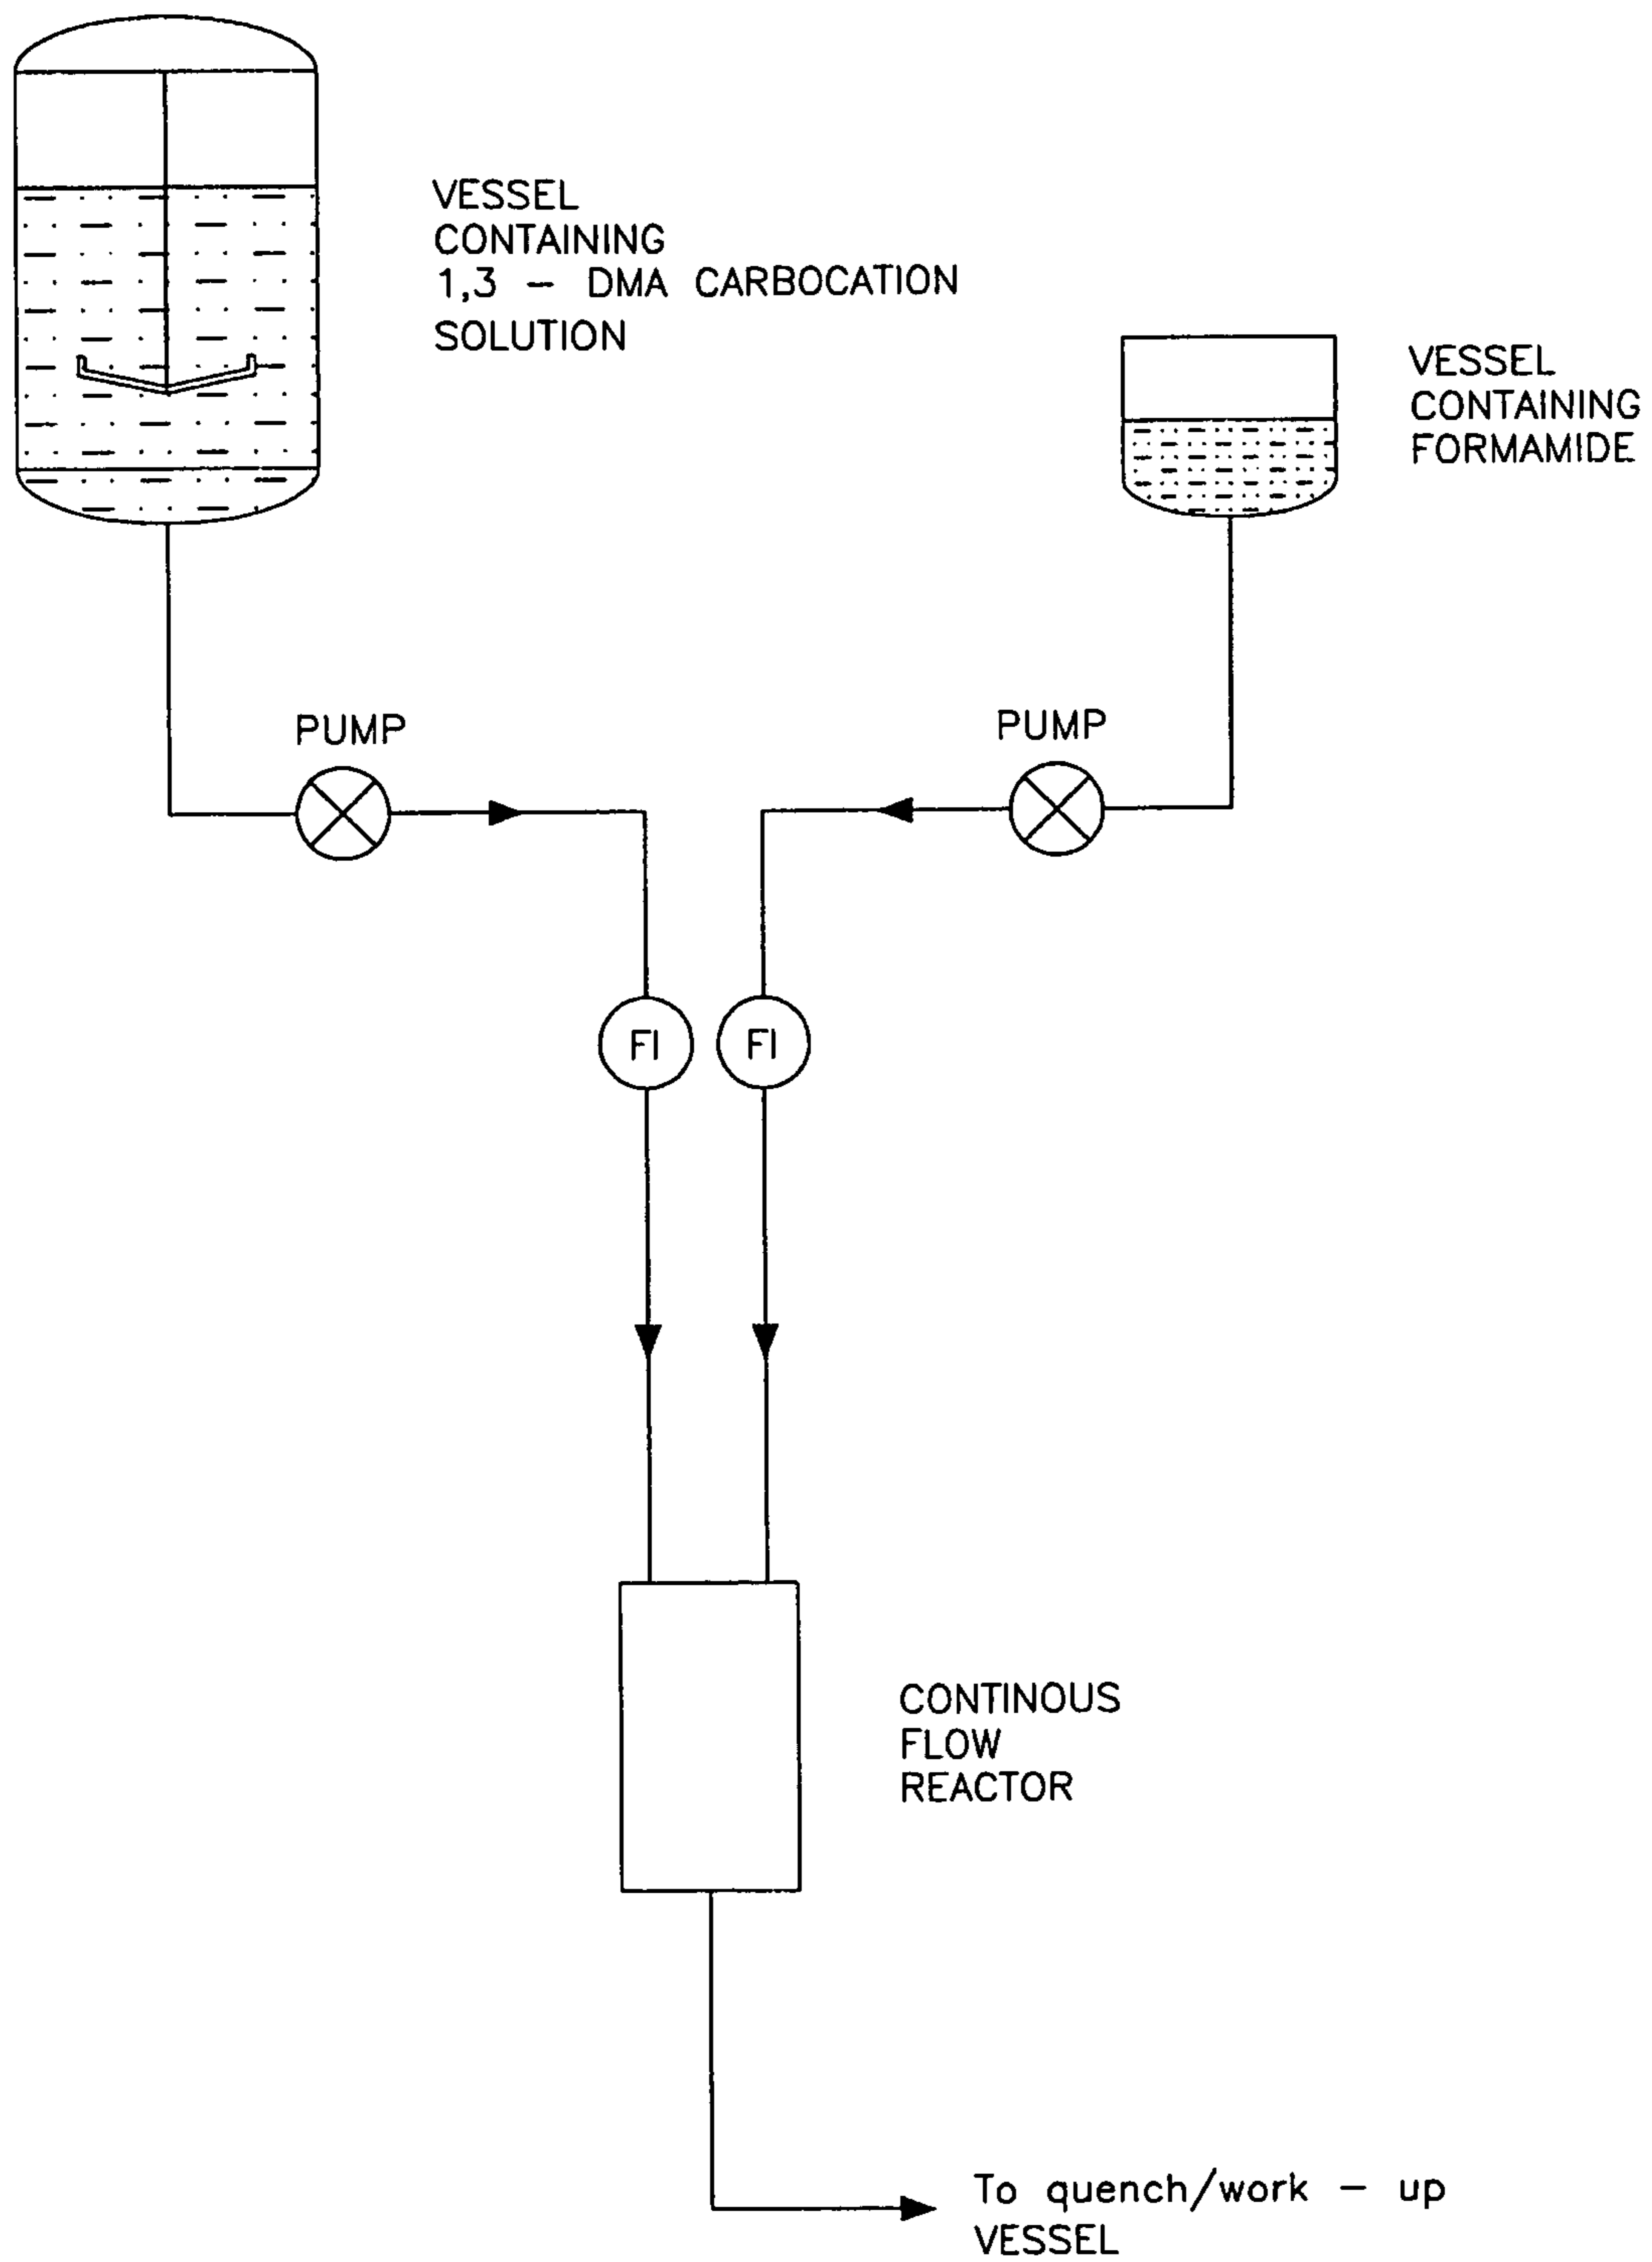 VESSEL
CONTAINING
1,3 – DMA CARBOCATION
SOLUTION
VESSEL
CONTAINING
FORMAMIDE
PUMP
PUMP
FI
FI
CONTINOUS
FLOW
REACTOR
To quench/work – up
VESSEL